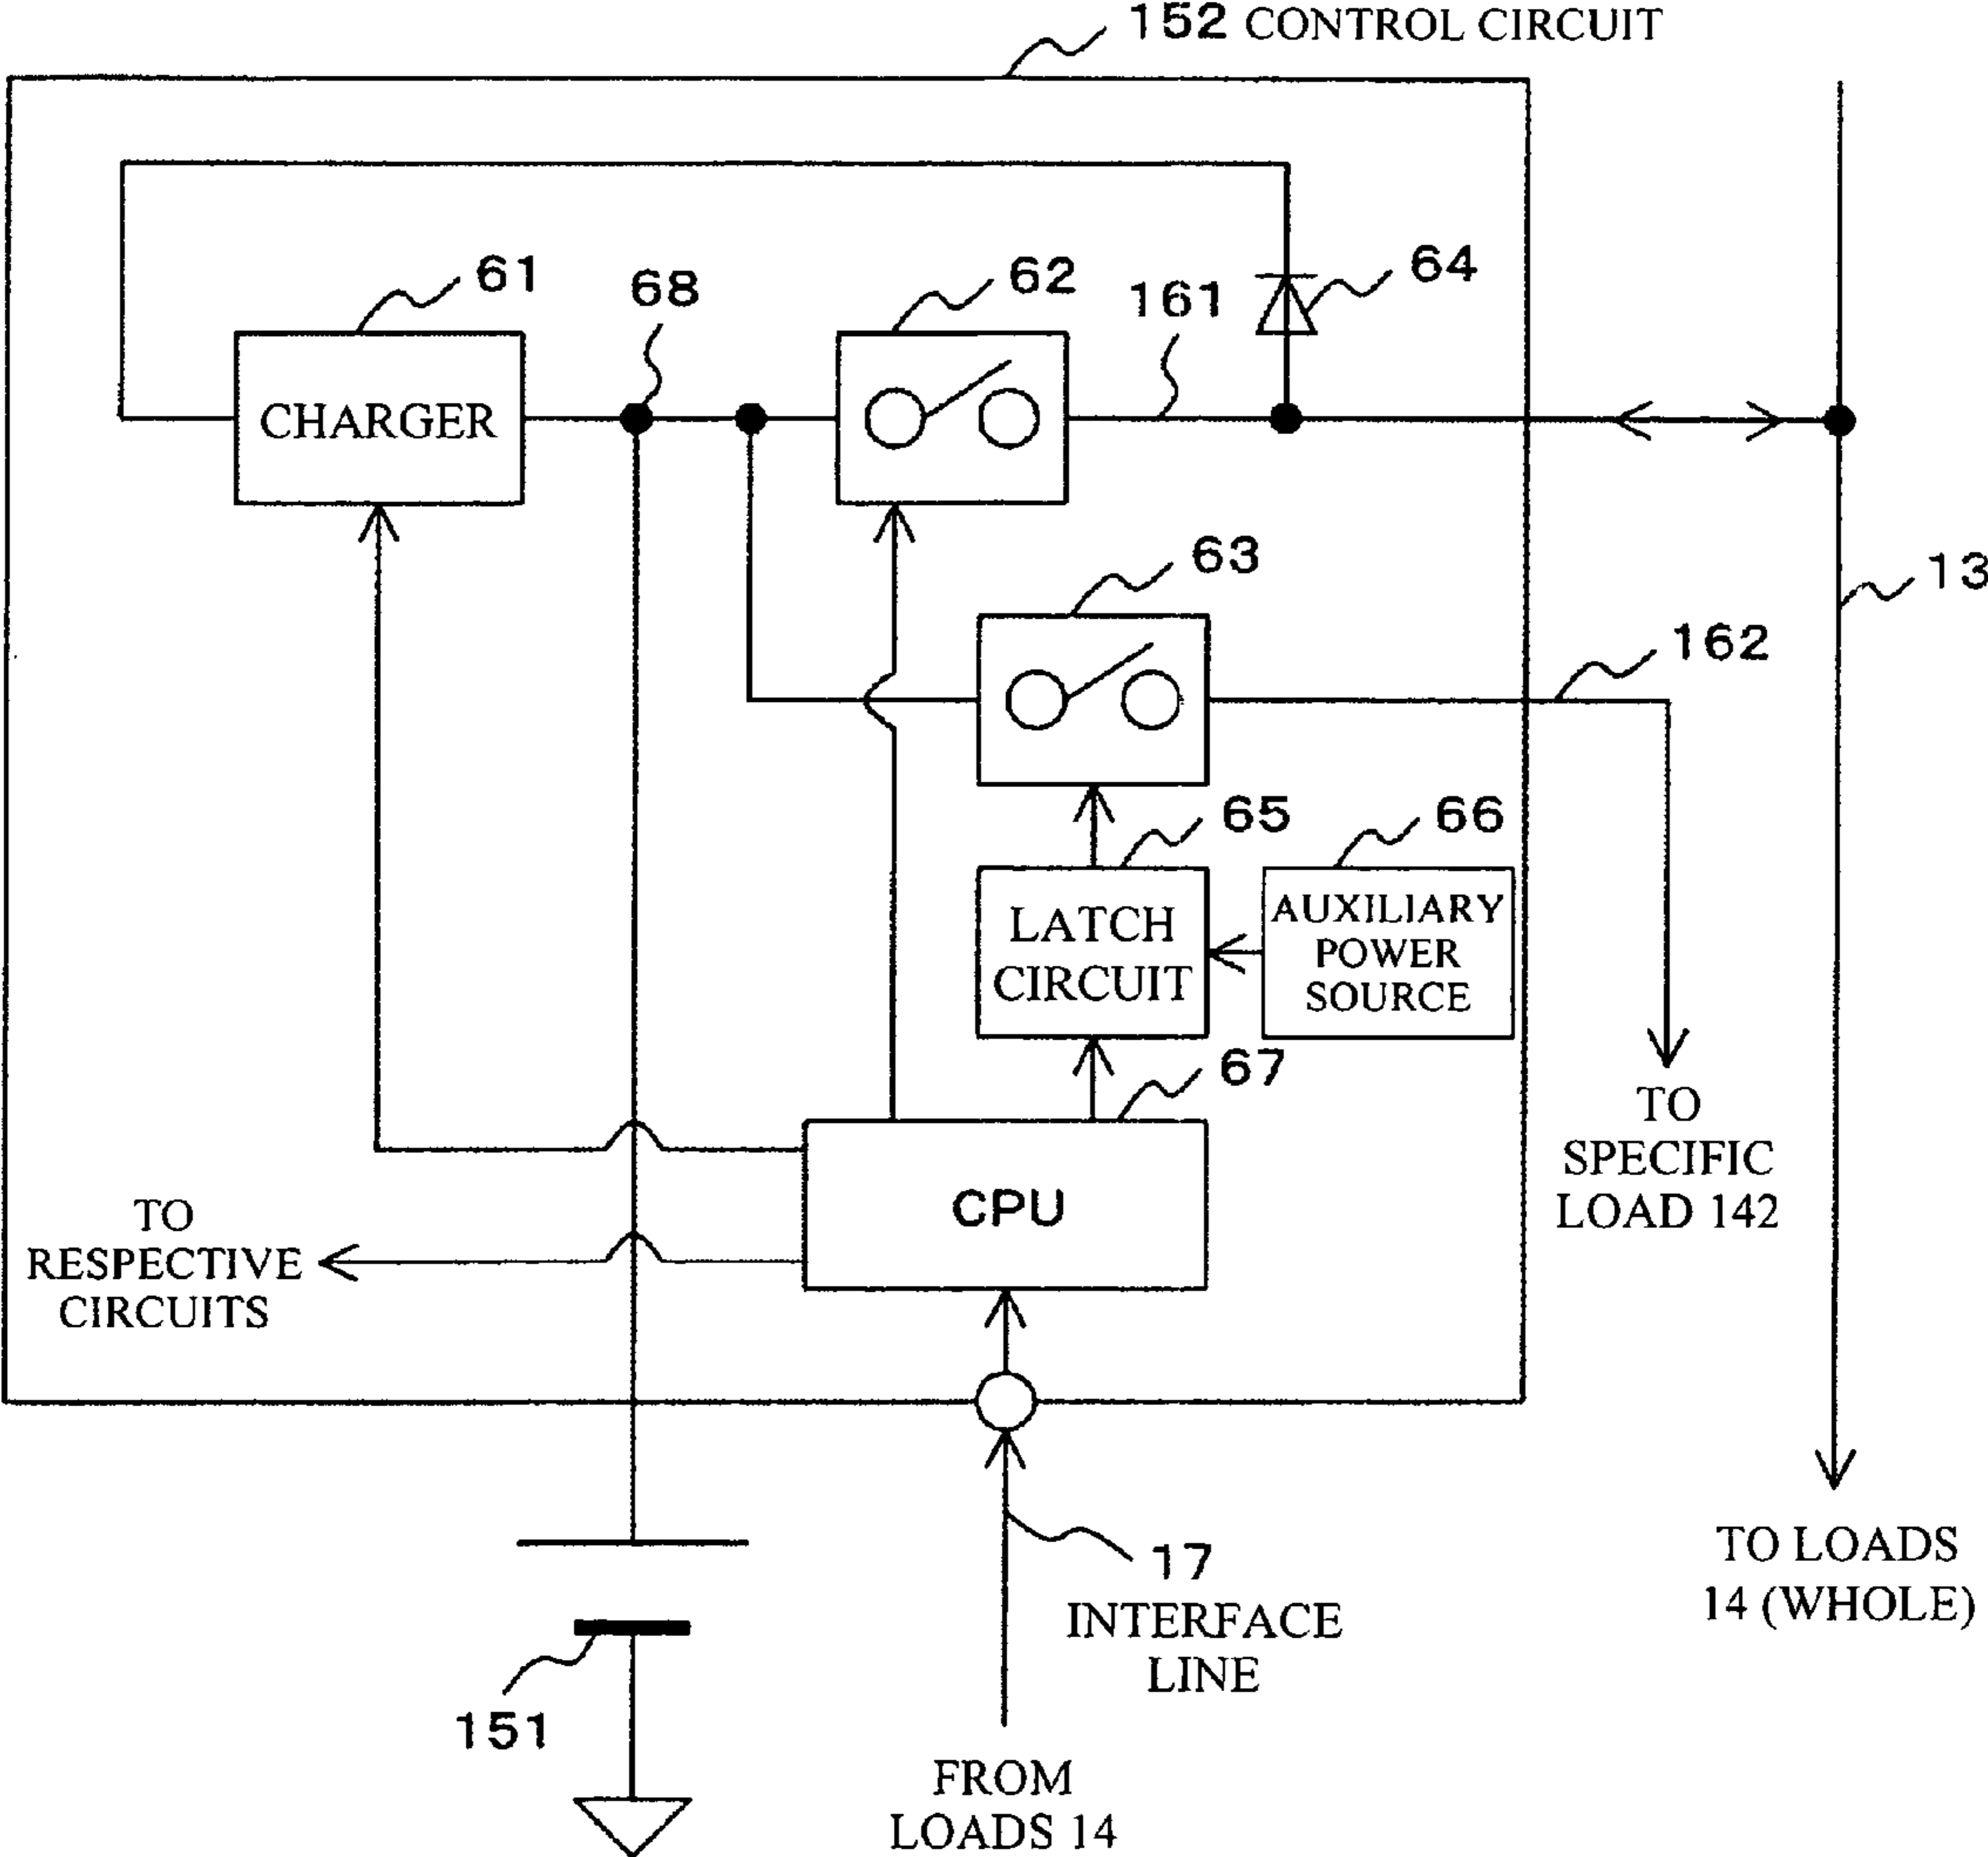 152 CONTROL CIRCUIT
61
68
62
161
64
CHARGER
63
13
162
65
66
LATCH
CIRCUIT
AUXILIARY
POWER
SOURCE
67
TO
SPECIFIC
LOAD 142
CPU
TO
RESPECTIVE
CIRCUITS
17
INTERFACE
LINE
TO LOADS
14 (WHOLE)
151
FROM
LOADS 14